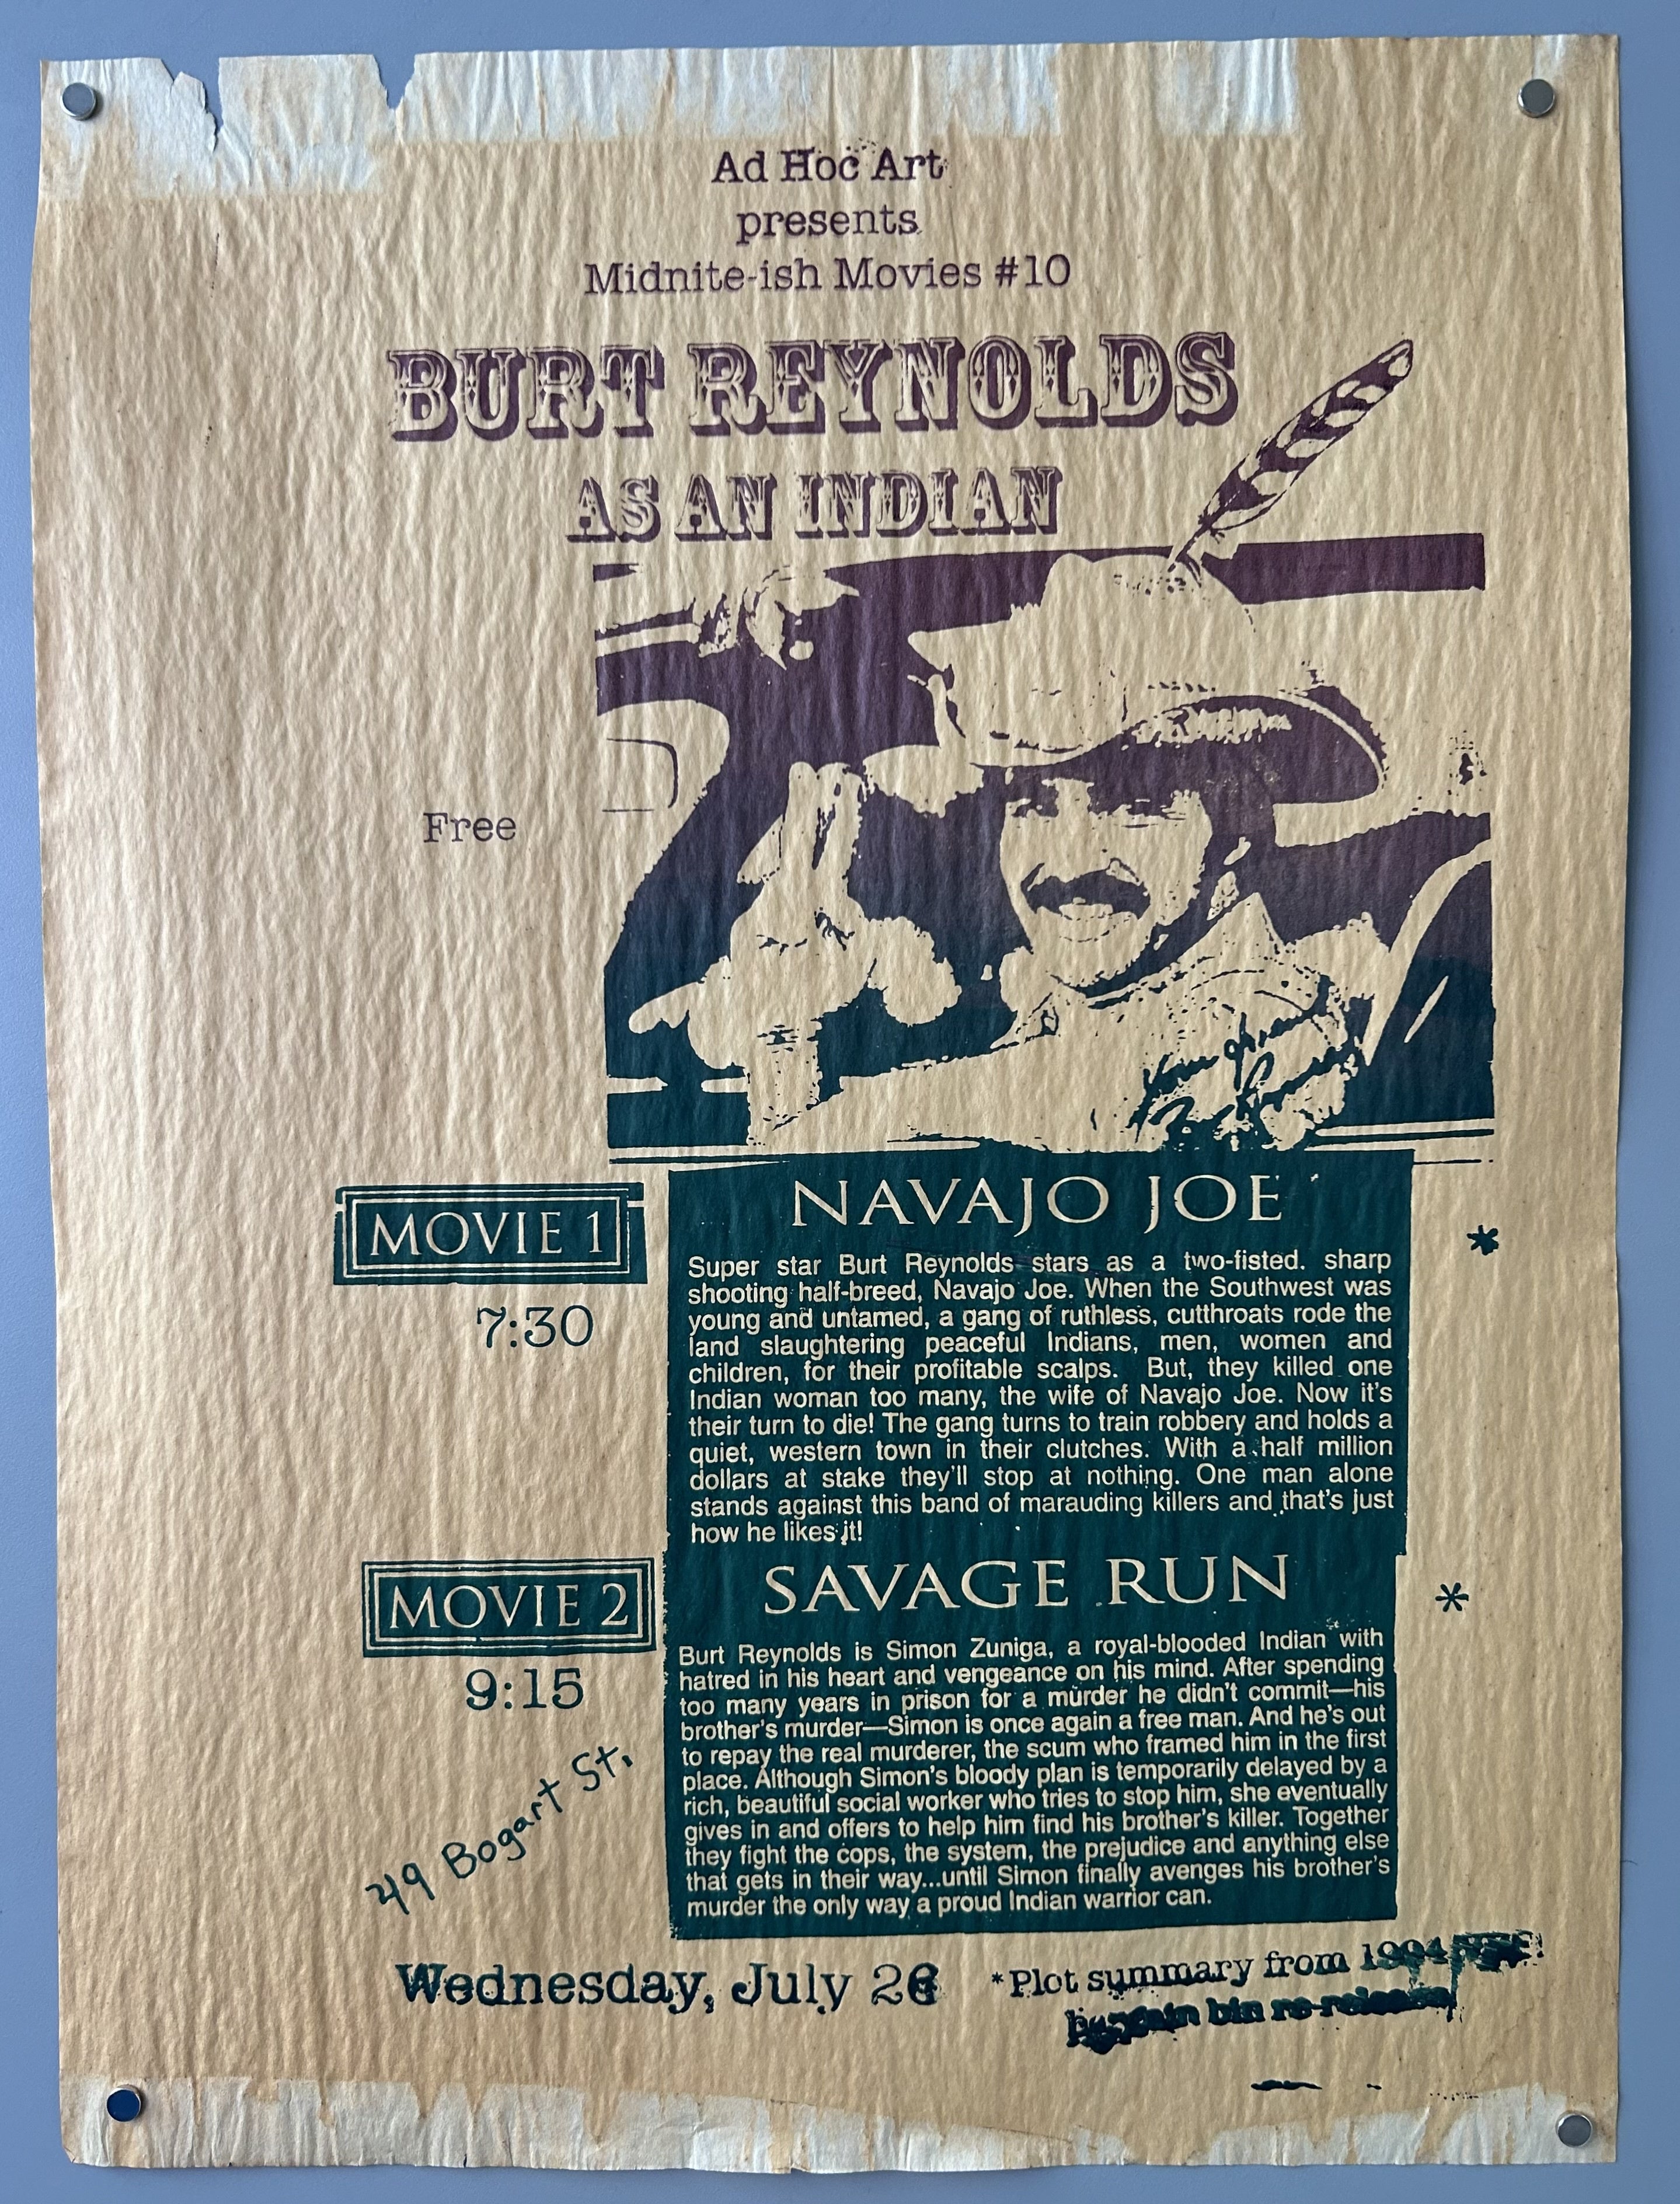 Ad Hoc Art
presents
Midnite-ish Movies #10
BURT REYNOLDS
AS AN INDIAN
Free
MOVIE 1
7:30
NAVAJO JOE
*
Super star Burt Reynolds stars as a two-fisted. sharp
shooting half-breed, Navajo Joe. When the Southwest was
young and untamed, a gang of ruthless, cutthroats rode the
land slaughtering peaceful Indians, men, women and
children, for their profitable scalps. But, they killed one
Indian woman too many, the wife of Navajo Joe. Now it's
their turn to die! The gang turns to train robbery and holds a
quiet, western town in their clutches. With a half million
dollars at stake they'll stop at nothing. One man alone
stands against this band of marauding killers and that's just
how he likes it!
MOVIE 2
9:15
SAVAGE RUN
*
Burt Reynolds is Simon Zuniga, a royal-blooded Indian with
hatred in his heart and vengeance on his mind. After spending
too many years in prison for a murder he didn't commit—his
brother's murder—Simon is once again a free man. And he's out
to repay the real murderer, the scum who framed him in the first
place. Although Simon's bloody plan is temporarily delayed by a
rich, beautiful social worker who tries to stop him, she eventually
gives in and offers to help him find his brother's killer. Together
they fight the cops, the system, the prejudice and anything else
that gets in their way...until Simon finally avenges his brother's
murder the only way a proud Indian warrior can.
49 Bogart St.
Wednesday, July 26
*Plot summary from 1994
bargain bin re-release